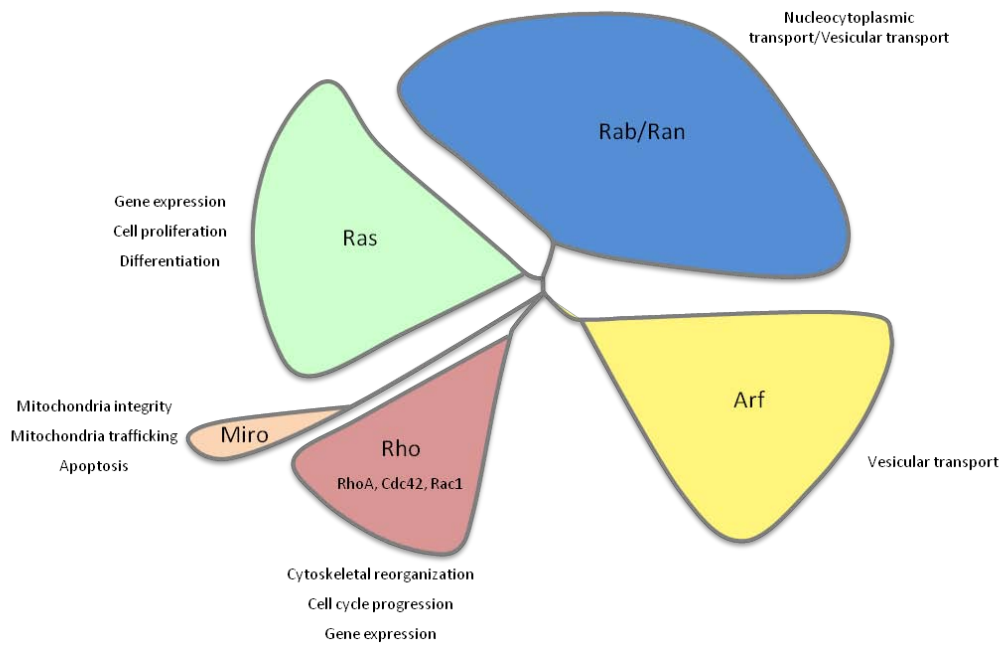 Nucleocytoplasmic
transport/Vesicular transport
Rab/Ran
Gene expression
Cell proliferation
Differentiation
Ras
Mitochondria integrity
Mitochondria trafficking
Apoptosis
Miro
Rho
RhoA, Cdc42, Rac1
Arf
Vesicular transport
Cytoskeletal reorganization
Cell cycle progression
Gene expression